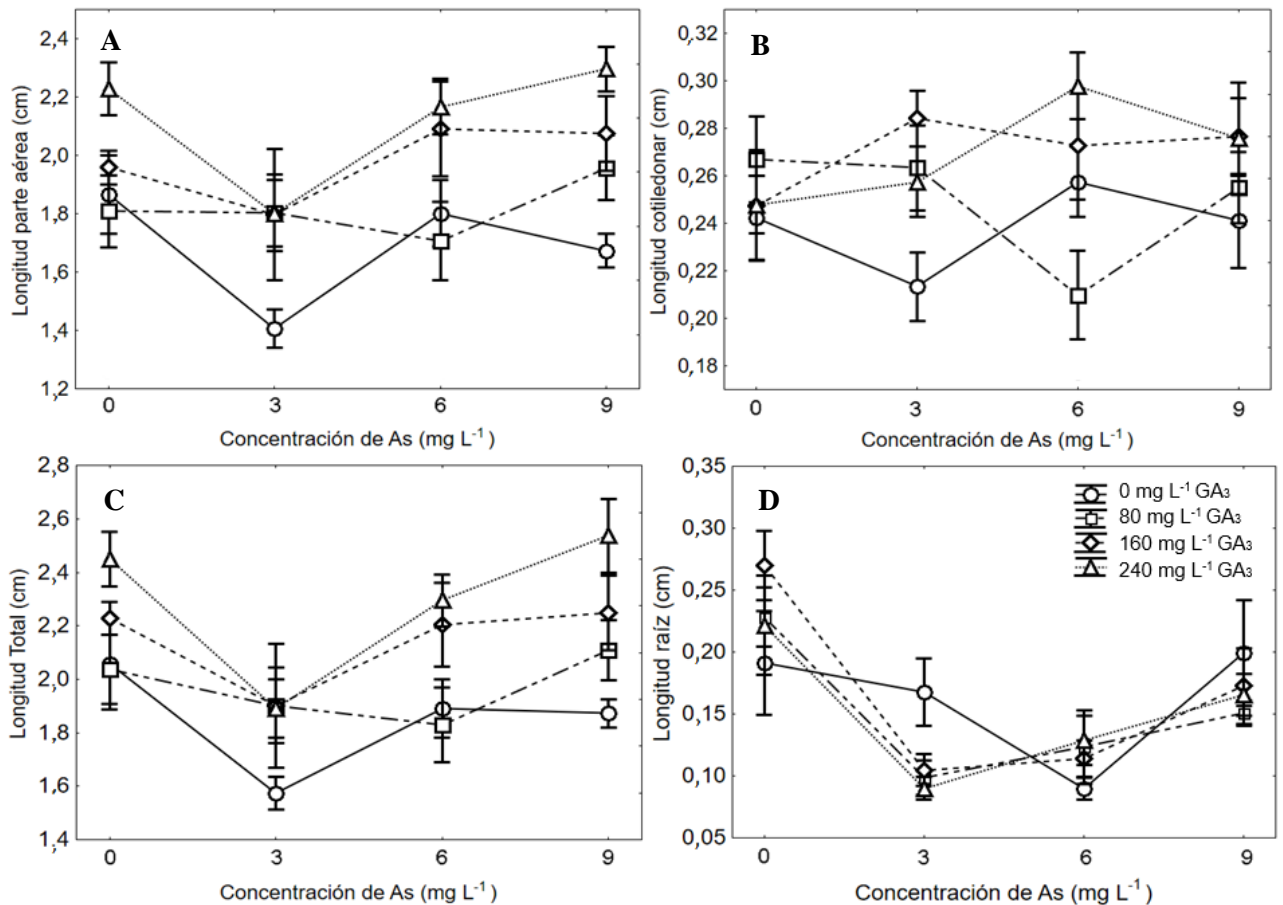 A
Longitud parte aérea (cm)
2,4
2,2
2,0
1,8
1,6
1,4
1,2
0 3 6 9
Concentración de As (mg L⁻¹)
B
Longitud cotiledonar (cm)
0,32
0,30
0,28
0,26
0,24
0,22
0,20
0,18
0 3 6 9
Concentración de As (mg L⁻¹)
C
Longitud Total (cm)
2,8
2,6
2,4
2,2
2,0
1,8
1,6
1,4
0 3 6 9
Concentración de As (mg L⁻¹)
D
Longitud raíz (cm)
0,35
0,30
0,25
0,20
0,15
0,10
0,05
0 3 6 9
Concentración de As (mg L⁻¹)
0 mg L⁻¹ GA₃
80 mg L⁻¹ GA₃
160 mg L⁻¹ GA₃
240 mg L⁻¹ GA₃